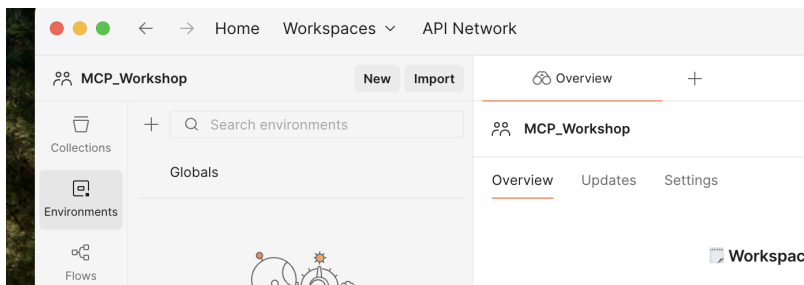 Home Workspaces API Network
MCP_Workshop New Import
Overview
Collections
Search environments
Globals
Environments
Flows
MCP_Workshop
Overview Updates Settings
Workspac